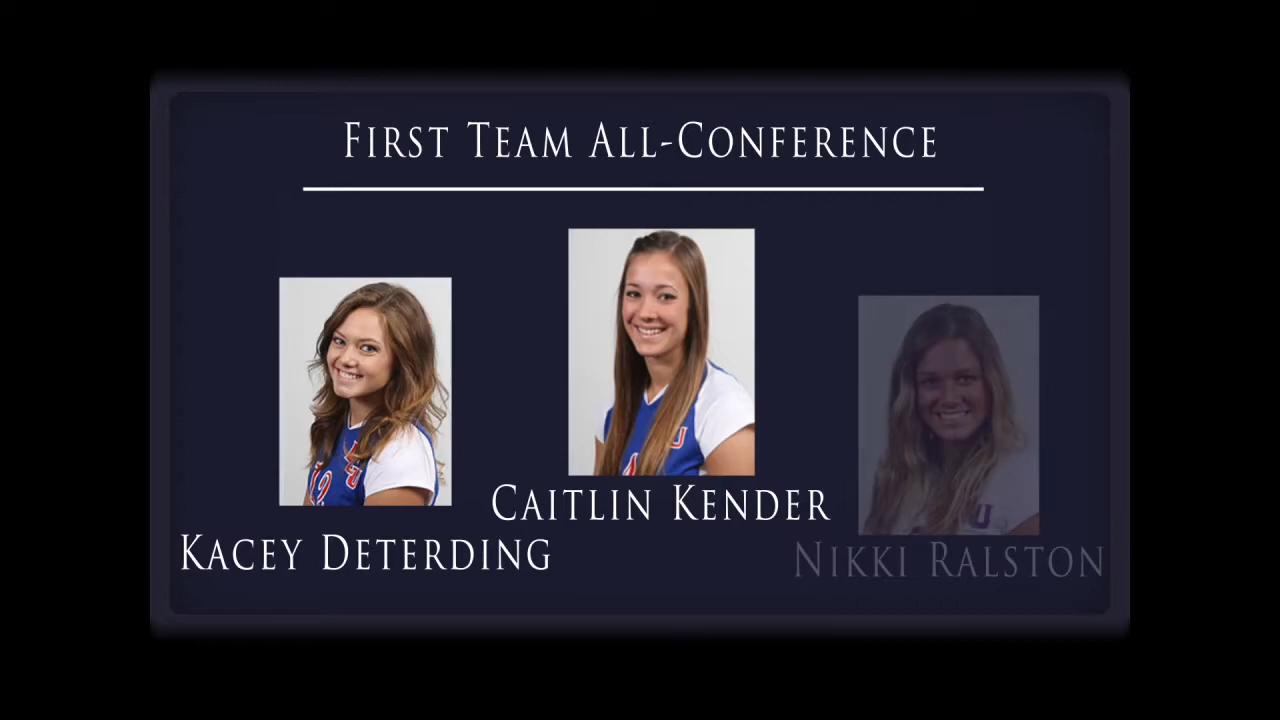 First Team All-Conference
Caitlin Kender
Kacey Deterding
Nikki Ralston